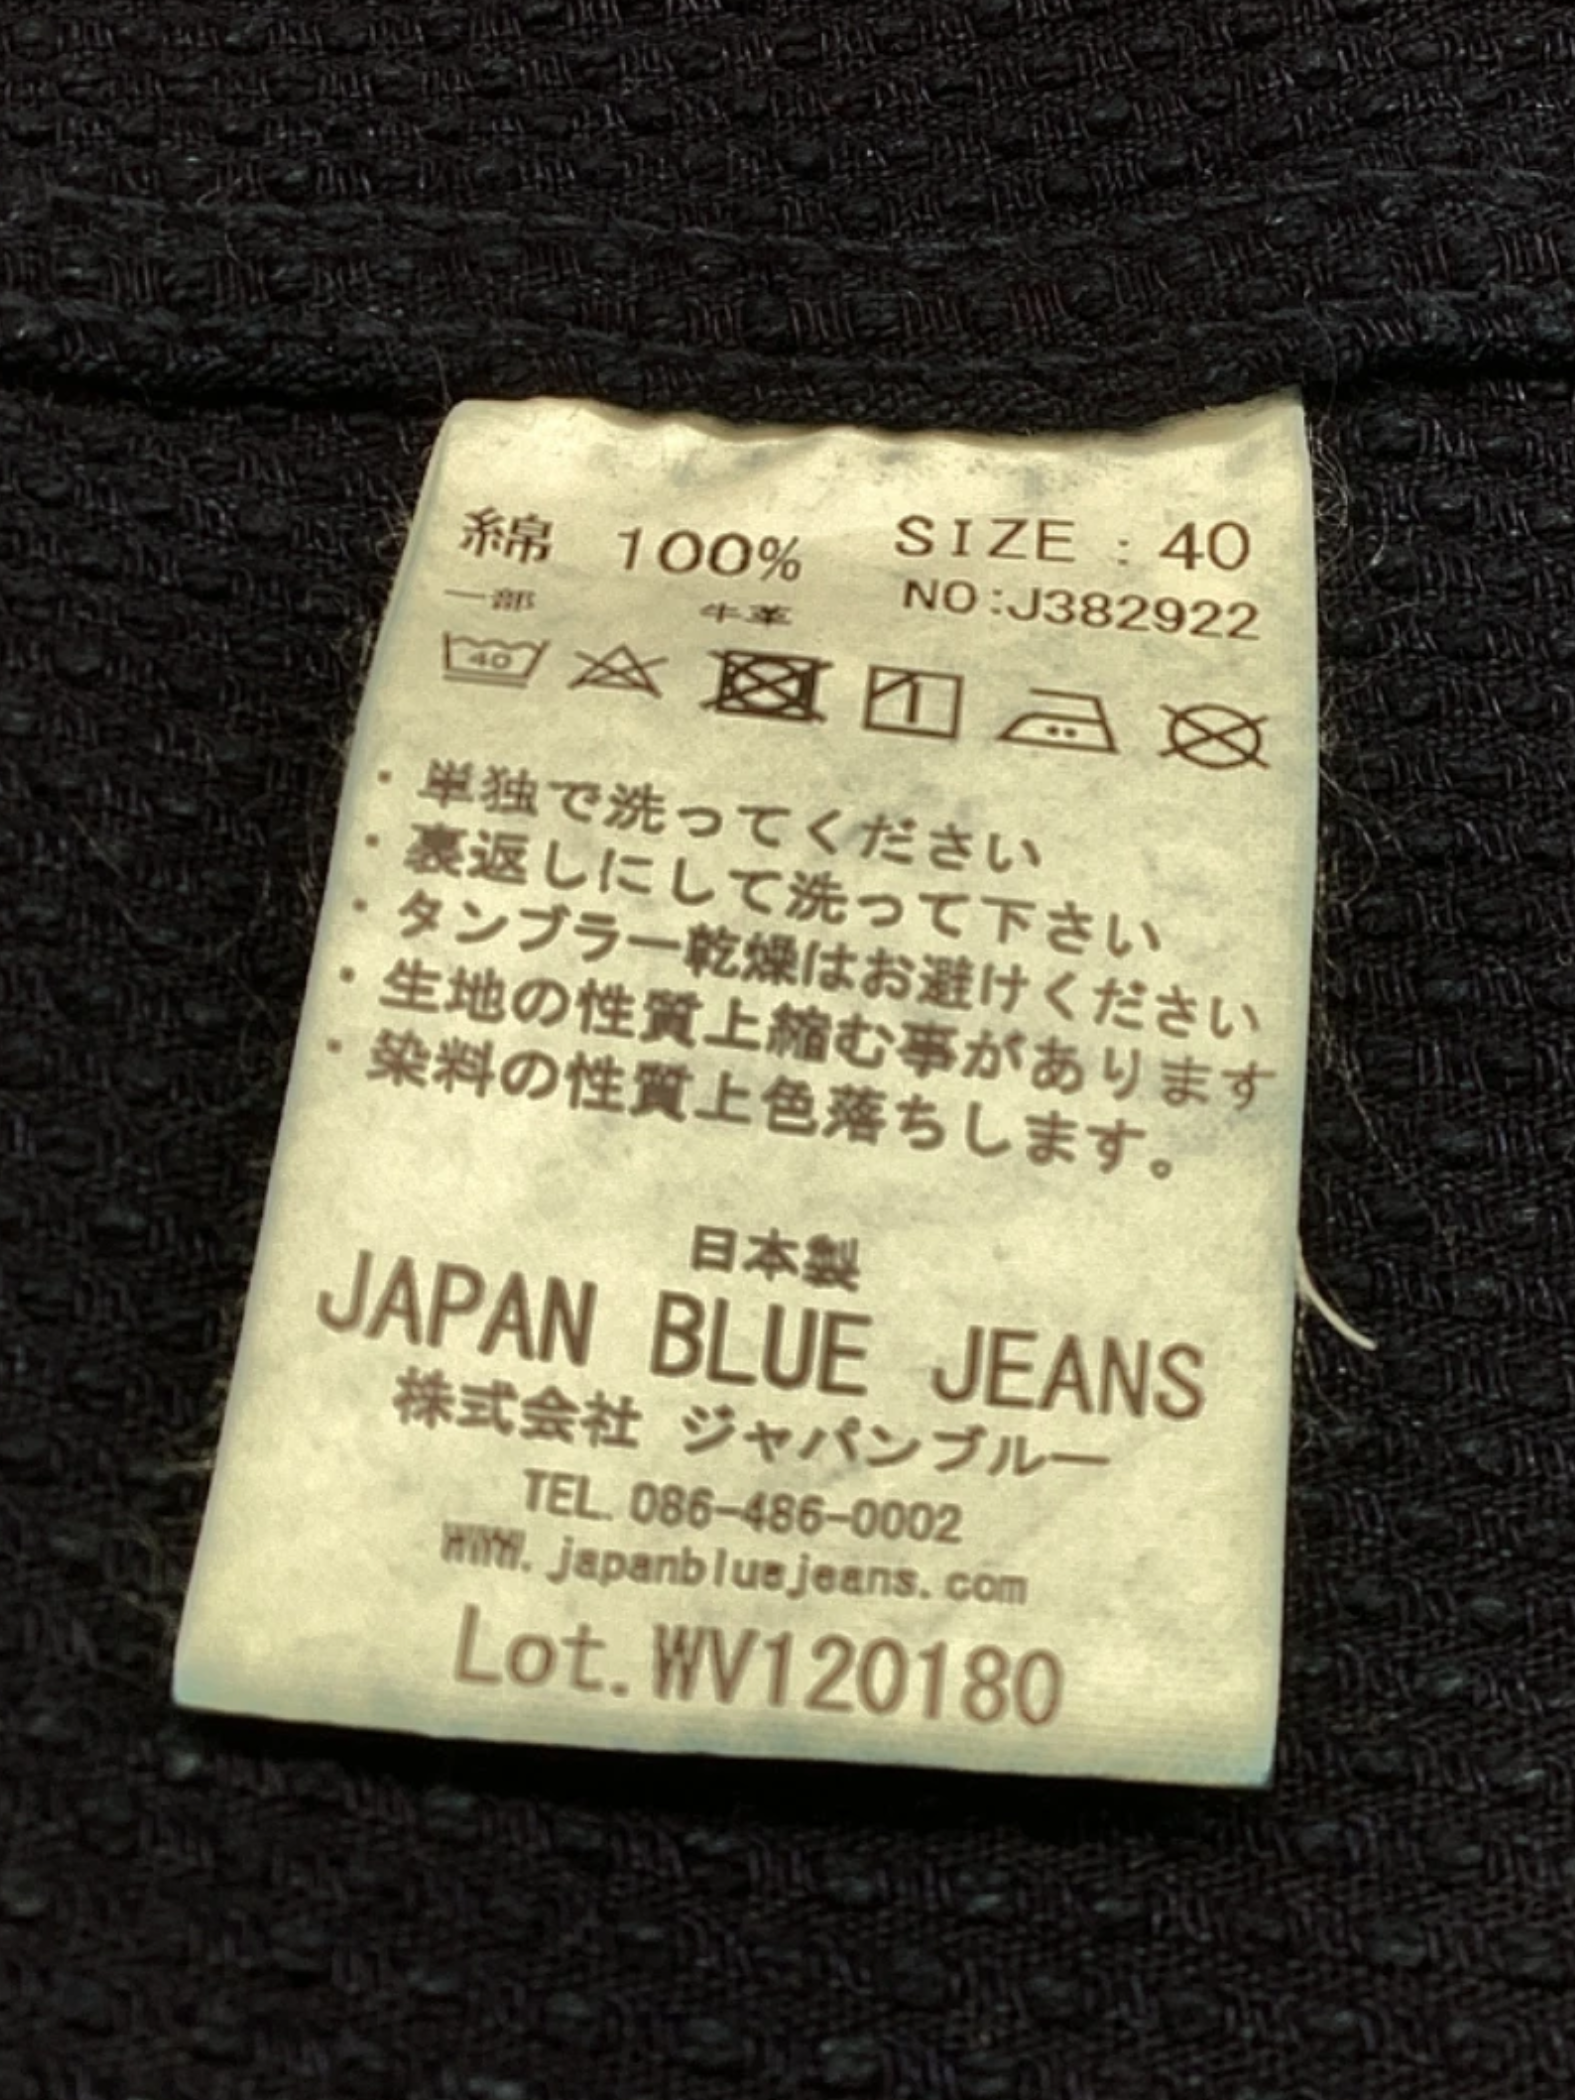 綿 100% SIZE : 40
一部 牛革 NO:J382922
40
・単独で洗ってください
・裏返しにして洗って下さい
・タンブラー乾燥はお避けください
・生地の性質上縮む事があります
・染料の性質上色落ちします。
日本製
JAPAN BLUE JEANS
株式会社 ジャパンブルー
TEL.086-486-0002
WWW.japanbluejeans.com
Lot.WV120180